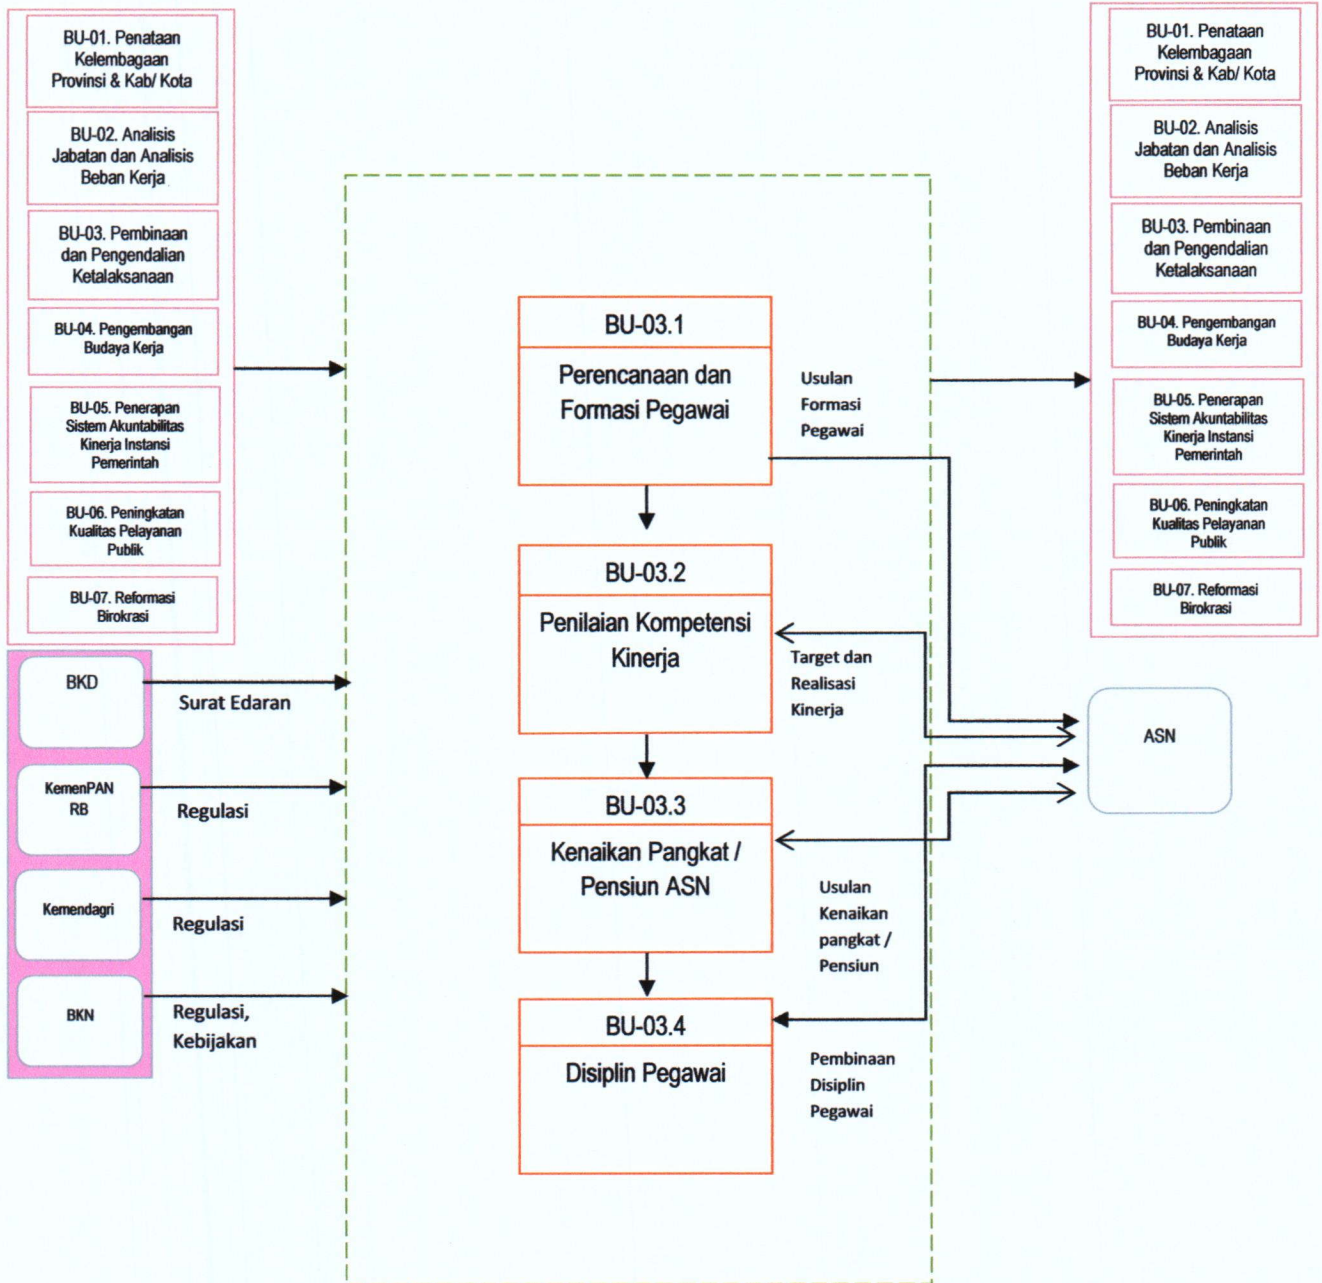 BU-01. Penataan
Kelembagaan
Provinsi & Kab/ Kota
BU-02. Analisis
Jabatan dan Analisis
Beban Kerja
BU-03. Pembinaan
dan Pengendalian
Ketalaksanaan
BU-04. Pengembangan
Budaya Kerja
BU-05. Penerapan
Sistem Akuntabilitas
Kinerja Instansi
Pemerintah
BU-06. Peningkatan
Kualitas Pelayanan
Publik
BU-07. Reformasi
Birokrasi
BKD
Surat Edaran
KemenPAN
RB
Regulasi
Kemendagri
Regulasi
BKN
Regulasi,
Kebijakan
BU-03.1
Perencanaan dan
Formasi Pegawai
Usulan
Formasi
Pegawai
BU-03.2
Penilaian Kompetensi
Kinerja
Target dan
Realisasi
Kinerja
BU-03.3
Kenaikan Pangkat /
Pensiun ASN
Usulan
Kenaikan
pangkat /
Pensiun
BU-03.4
Disiplin Pegawai
Pembinaan
Disiplin
Pegawai
BU-01. Penataan
Kelembagaan
Provinsi & Kab/ Kota
BU-02. Analisis
Jabatan dan Analisis
Beban Kerja
BU-03. Pembinaan
dan Pengendalian
Ketalaksanaan
BU-04. Pengembangan
Budaya Kerja
BU-05. Penerapan
Sistem Akuntabilitas
Kinerja Instansi
Pemerintah
BU-06. Peningkatan
Kualitas Pelayanan
Publik
BU-07. Reformasi
Birokrasi
ASN